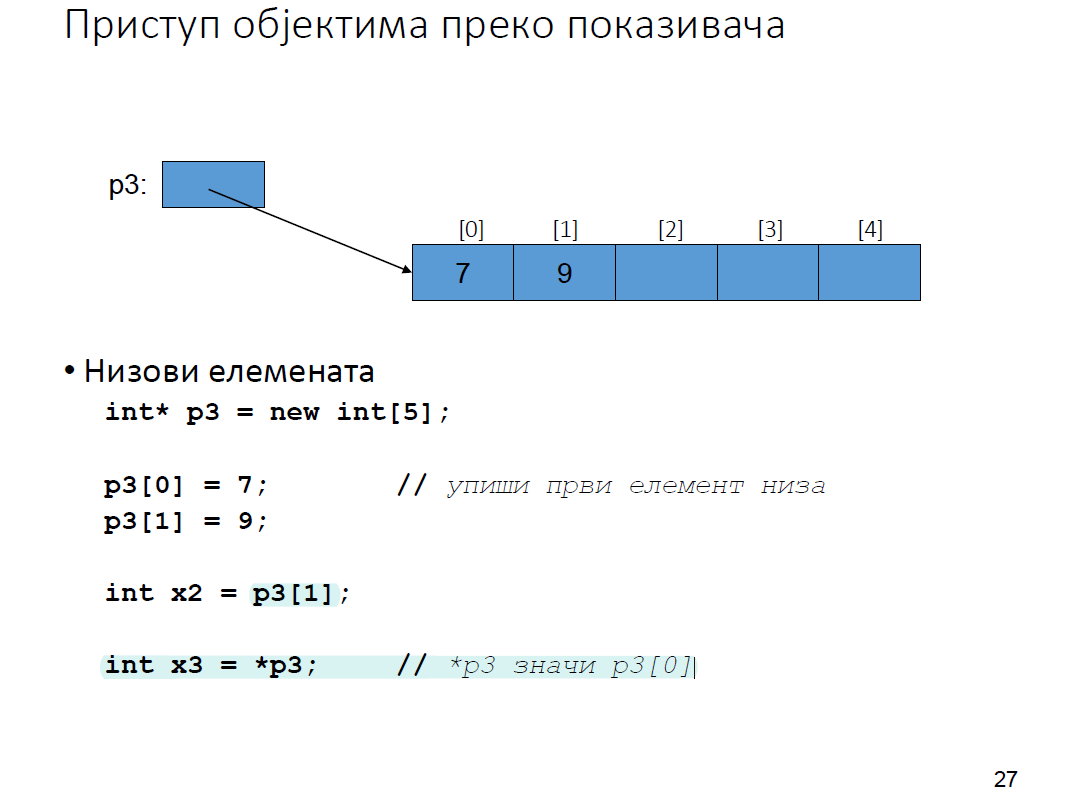 Приступ објектима преко показивача
p3:
[0] [1] [2] [3] [4]
7 9
• Низови елемената
int* p3 = new int[5];
p3[0] = 7; // упиши први елемент низа
p3[1] = 9;
int x2 = p3[1];
int x3 = *p3; // *p3 значи p3[0]
27